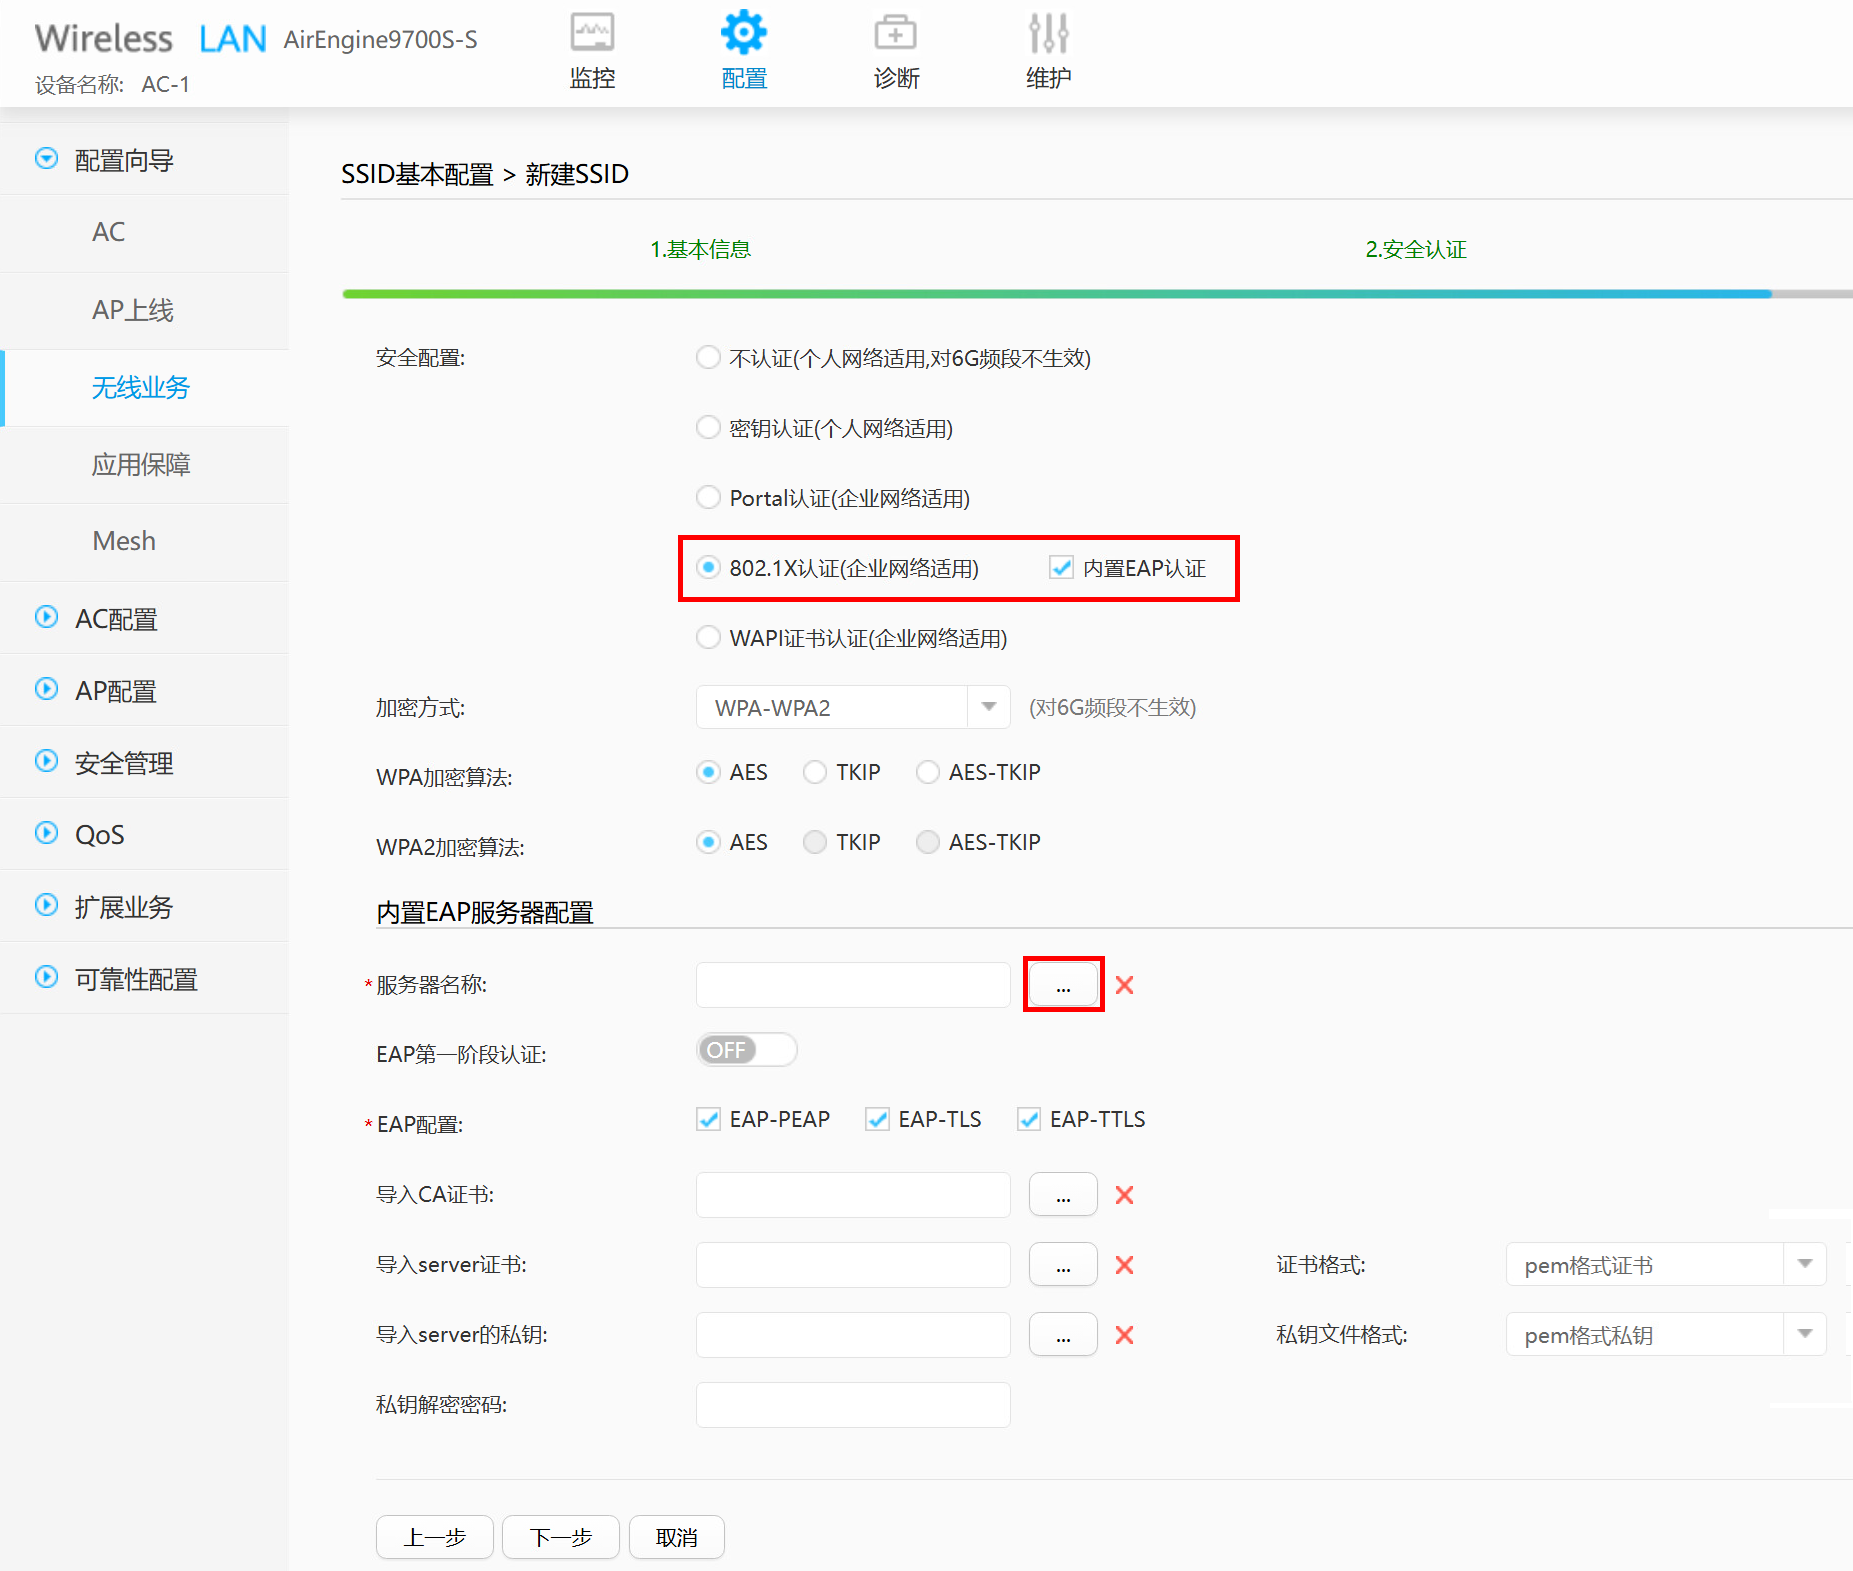 Wireless LAN AirEngine9700S-S
设备名称: AC-1
监控
配置
诊断
维护
配置向导
AC
AP上线
无线业务
应用保障
Mesh
AC配置
AP配置
安全管理
QoS
扩展业务
可靠性配置
SSID基本配置 > 新建SSID
1.基本信息
2.安全认证
安全配置:
不认证(个人网络适用,对6G频段不生效)
密钥认证(个人网络适用)
Portal认证(企业网络适用)
802.1X认证(企业网络适用) 内置EAP认证
WAPI证书认证(企业网络适用)
加密方式: WPA-WPA2 (对6G频段不生效)
WPA加密算法: AES TKIP AES-TKIP
WPA2加密算法: AES TKIP AES-TKIP
内置EAP服务器配置
*服务器名称: ...
EAP第一阶段认证: OFF
*EAP配置: EAP-PEAP EAP-TLS EAP-TTLS
导入CA证书: ...
导入server证书: ... 证书格式: pem格式证书
导入server的私钥: ... 私钥文件格式: pem格式私钥
私钥解密密码:
上一步 下一步 取消